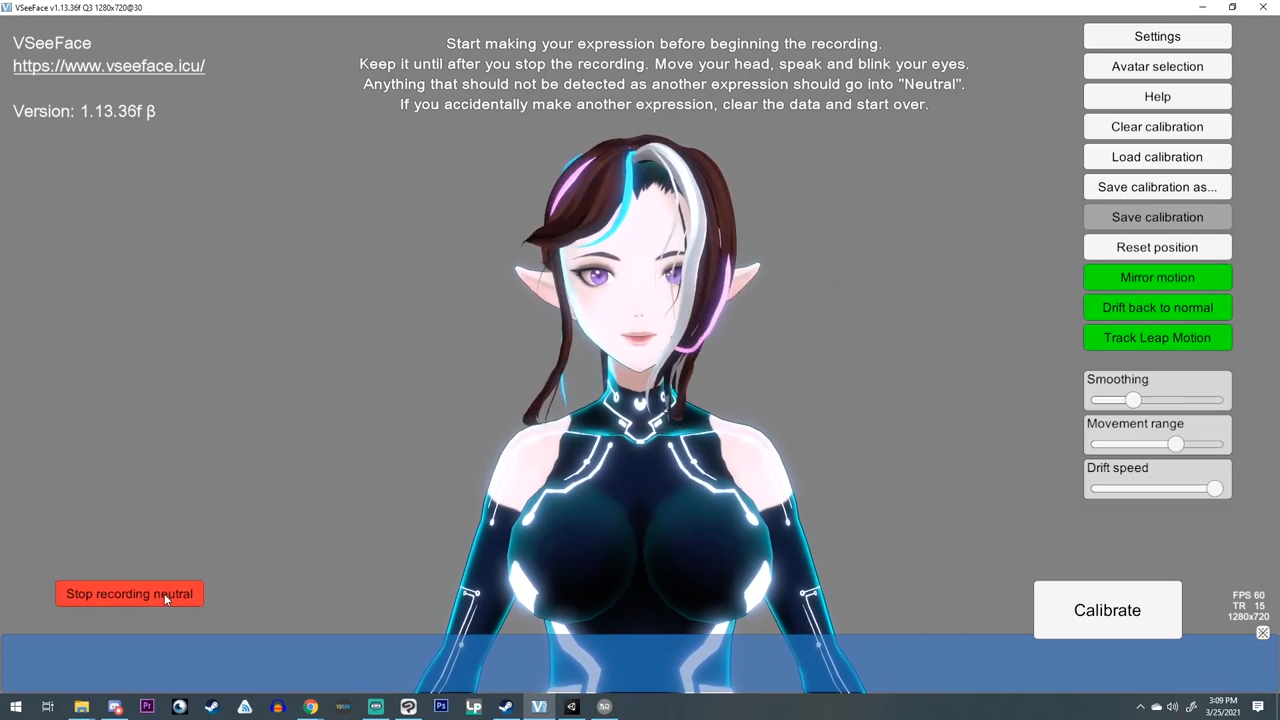 VSeeFace v1.13.36f Q3 1280x720@30
VSeeFace
https://www.vseeface.icu/
Version: 1.13.36f β
Start making your expression before beginning the recording.
Keep it until after you stop the recording. Move your head, speak and blink your eyes.
Anything that should not be detected as another expression should go into "Neutral".
If you accidentally make another expression, clear the data and start over.
Settings
Avatar selection
Help
Clear calibration
Load calibration
Save calibration as...
Save calibration
Reset position
Mirror motion
Drift back to normal
Track Leap Motion
Smoothing
Movement range
Drift speed
Stop recording neutral
Calibrate
FPS 60
TR 15
1280x720
Pr
Ps
Lp
3:09 PM
3/25/2021